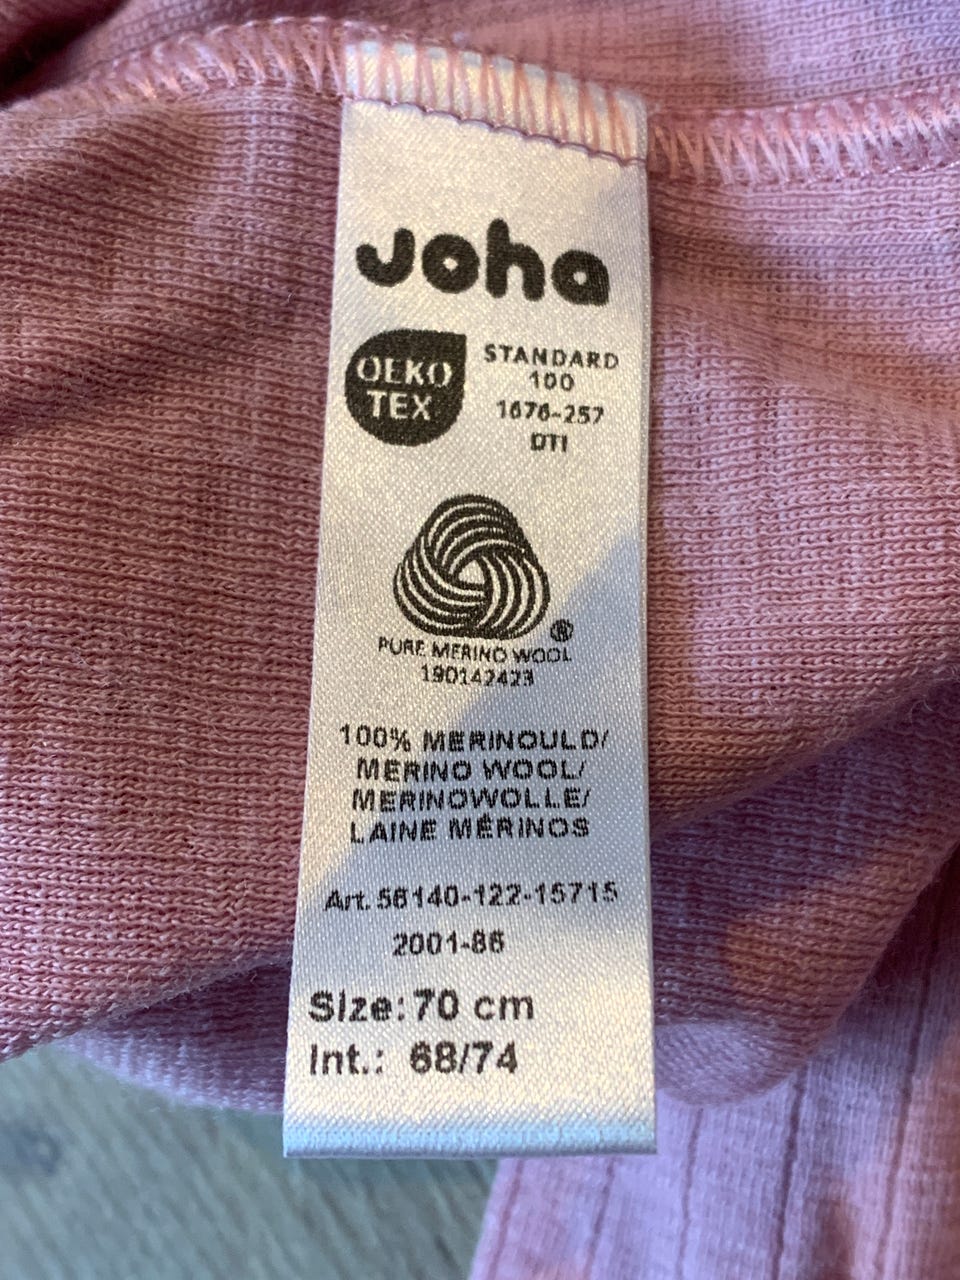 Joha
OEKO
TEX
STANDARD
100
1676-257
DTI
®
PURE MERINO WOOL
190142423
100% MERINOULD/
MERINO WOOL/
MERINOWOLLE/
LAINE MÉRINOS
Art. 56140-122-15715
2001-86
Size: 70 cm
Int.: 68/74